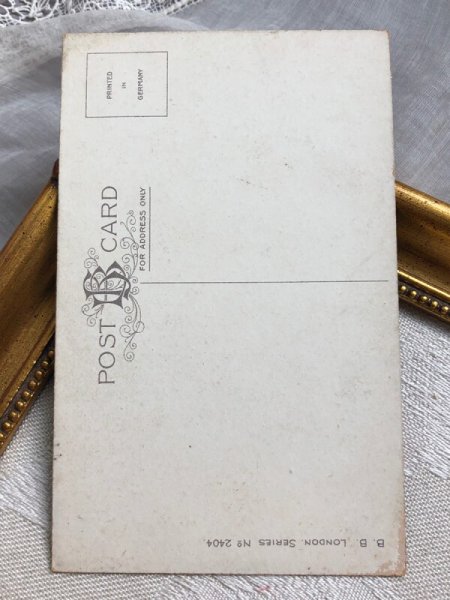 POST CARD
FOR ADDRESS ONLY
PRINTED
IN
GERMANY
B. B. LONDON. SERIES No 2404.